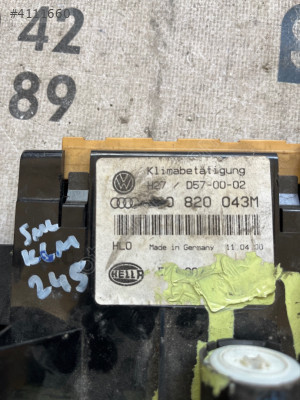 #4111660
42
89
Klimabetätigung
H27 / D57-00-02
820 043M
HLO Made in Germany 11.04.00
HELLA
SML
KLM
245